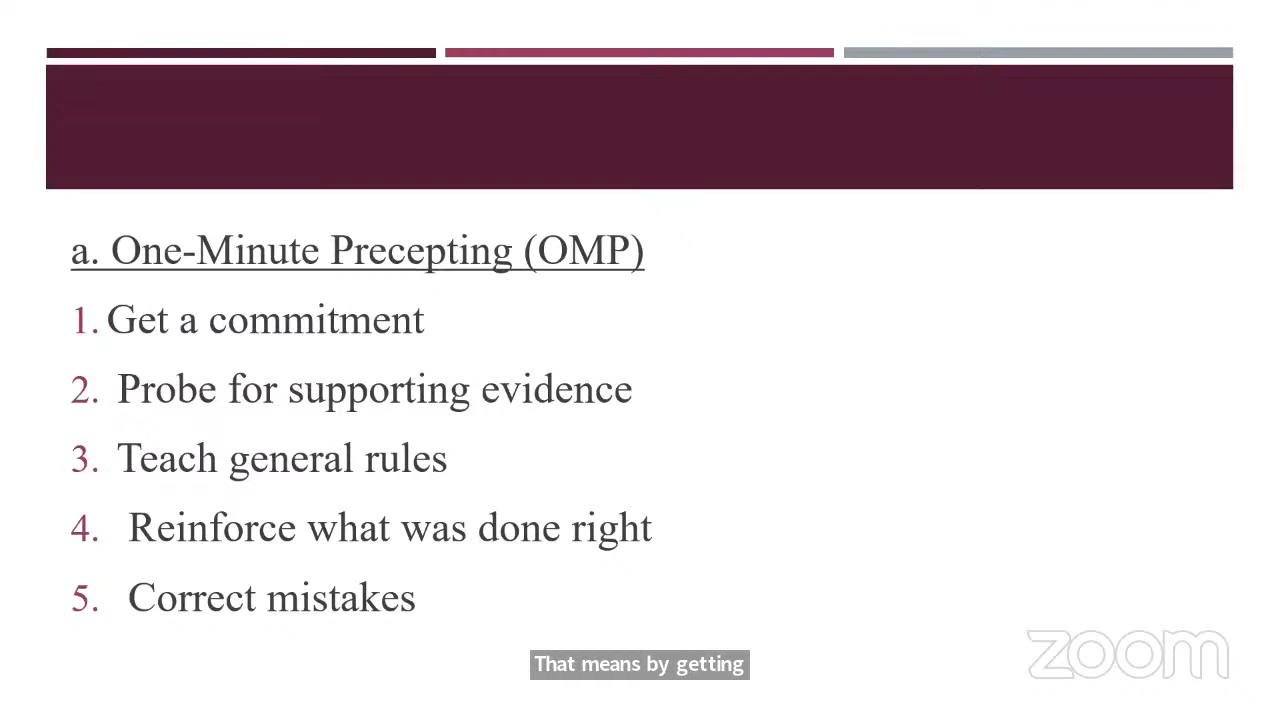 a. One-Minute Precepting (OMP)
1. Get a commitment
2. Probe for supporting evidence
3. Teach general rules
4. Reinforce what was done right
5. Correct mistakes
That means by getting
zoom